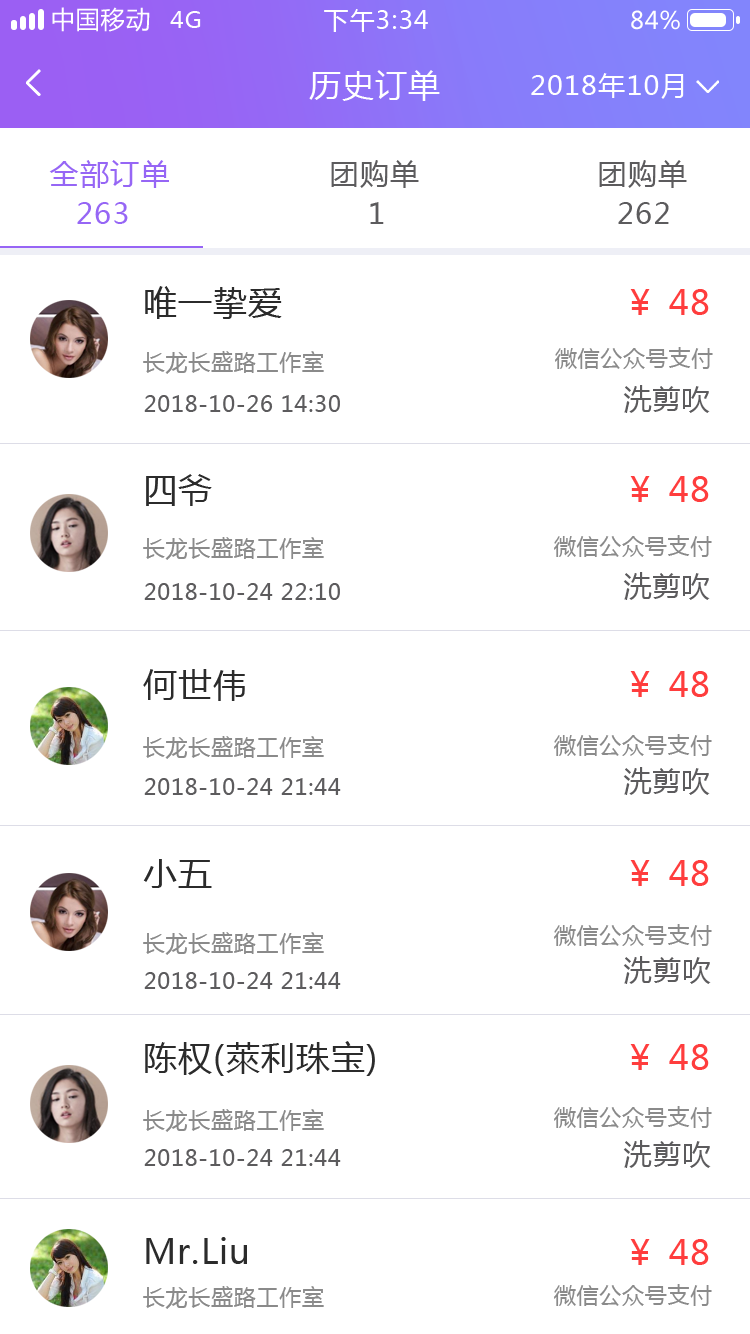 中国移动 4G 下午3:34 84%
历史订单 2018年10月
全部订单 团购单 团购单
263 1 262
唯一挚爱 ¥ 48
长龙长盛路工作室 微信公众号支付
2018-10-26 14:30 洗剪吹
四爷 ¥ 48
长龙长盛路工作室 微信公众号支付
2018-10-24 22:10 洗剪吹
何世伟 ¥ 48
长龙长盛路工作室 微信公众号支付
2018-10-24 21:44 洗剪吹
小五 ¥ 48
长龙长盛路工作室 微信公众号支付
2018-10-24 21:44 洗剪吹
陈权(萊利珠宝) ¥ 48
长龙长盛路工作室 微信公众号支付
2018-10-24 21:44 洗剪吹
Mr.Liu ¥ 48
长龙长盛路工作室 微信公众号支付